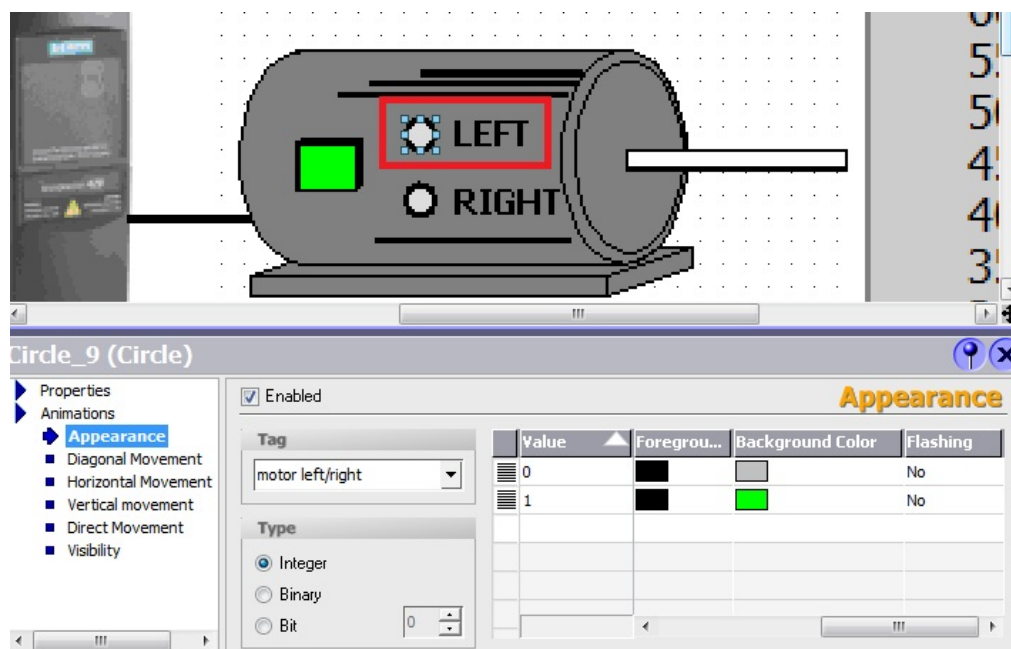 LEFT
RIGHT
Circle_9 (Circle)
Properties
Animations
Appearance
Diagonal Movement
Horizontal Movement
Vertical movement
Direct Movement
Visibility
Enabled
Appearance
Tag
motor left/right
Type
Integer
Binary
Bit
0
Value Foregrou... Background Color Flashing
0 No
1 No